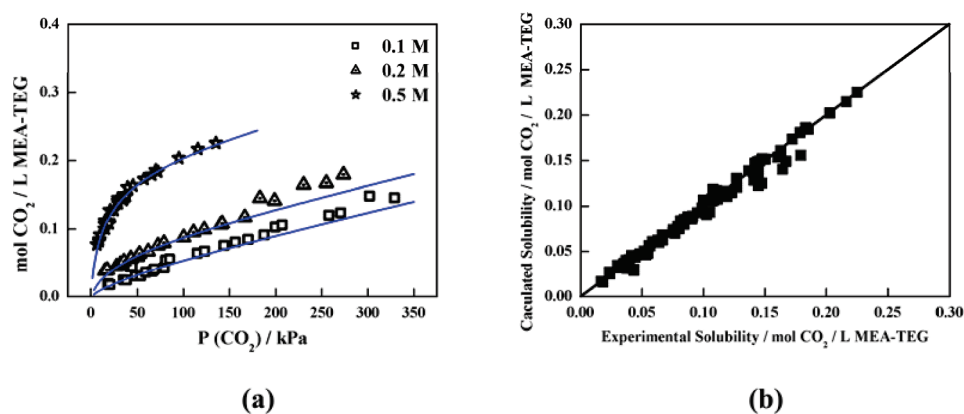 0.4
0.3
0.2
0.1
0.0
mol CO2 / L MEA-TEG
0.1 M
0.2 M
0.5 M
0 50 100 150 200 250 300 350
P (CO2) / kPa
(a)
0.30
0.25
0.20
0.15
0.10
0.05
0.00
Caculated Solubility / mol CO2 / L MEA-TEG
0.00 0.05 0.10 0.15 0.20 0.25 0.30
Experimental Solubility / mol CO2 / L MEA-TEG
(b)